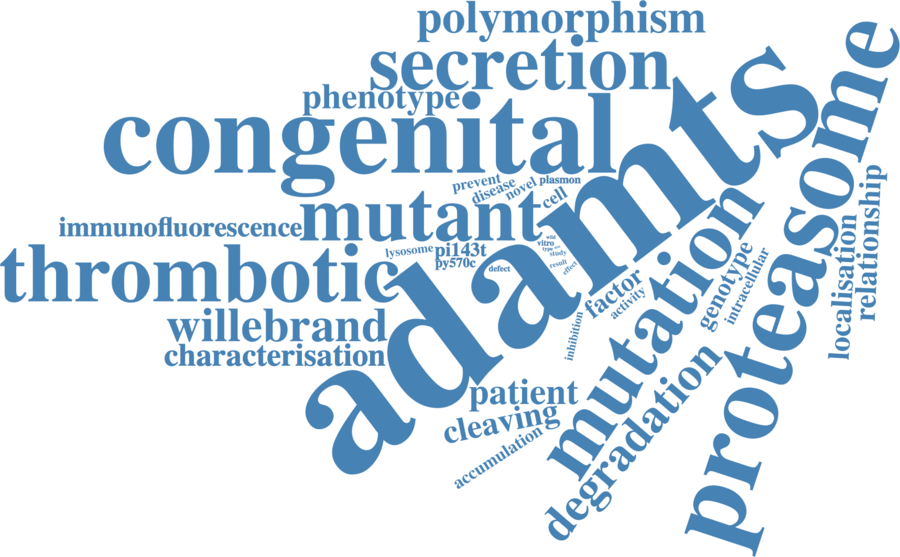 polymorphism
secretion
phenotype
congenital
adamts
proteasome
prevent
disease
novel
plasmon
cell
mutant
immunofluorescence
lysosome
pi143t
py570c
defect
wild
vitro
type
study
result
effect
thrombotic
willebrand
characterisation
factor
activity
inhibition
mutation
genotype
intracellular
localisation
relationship
patient
cleaving
accumulation
degradation